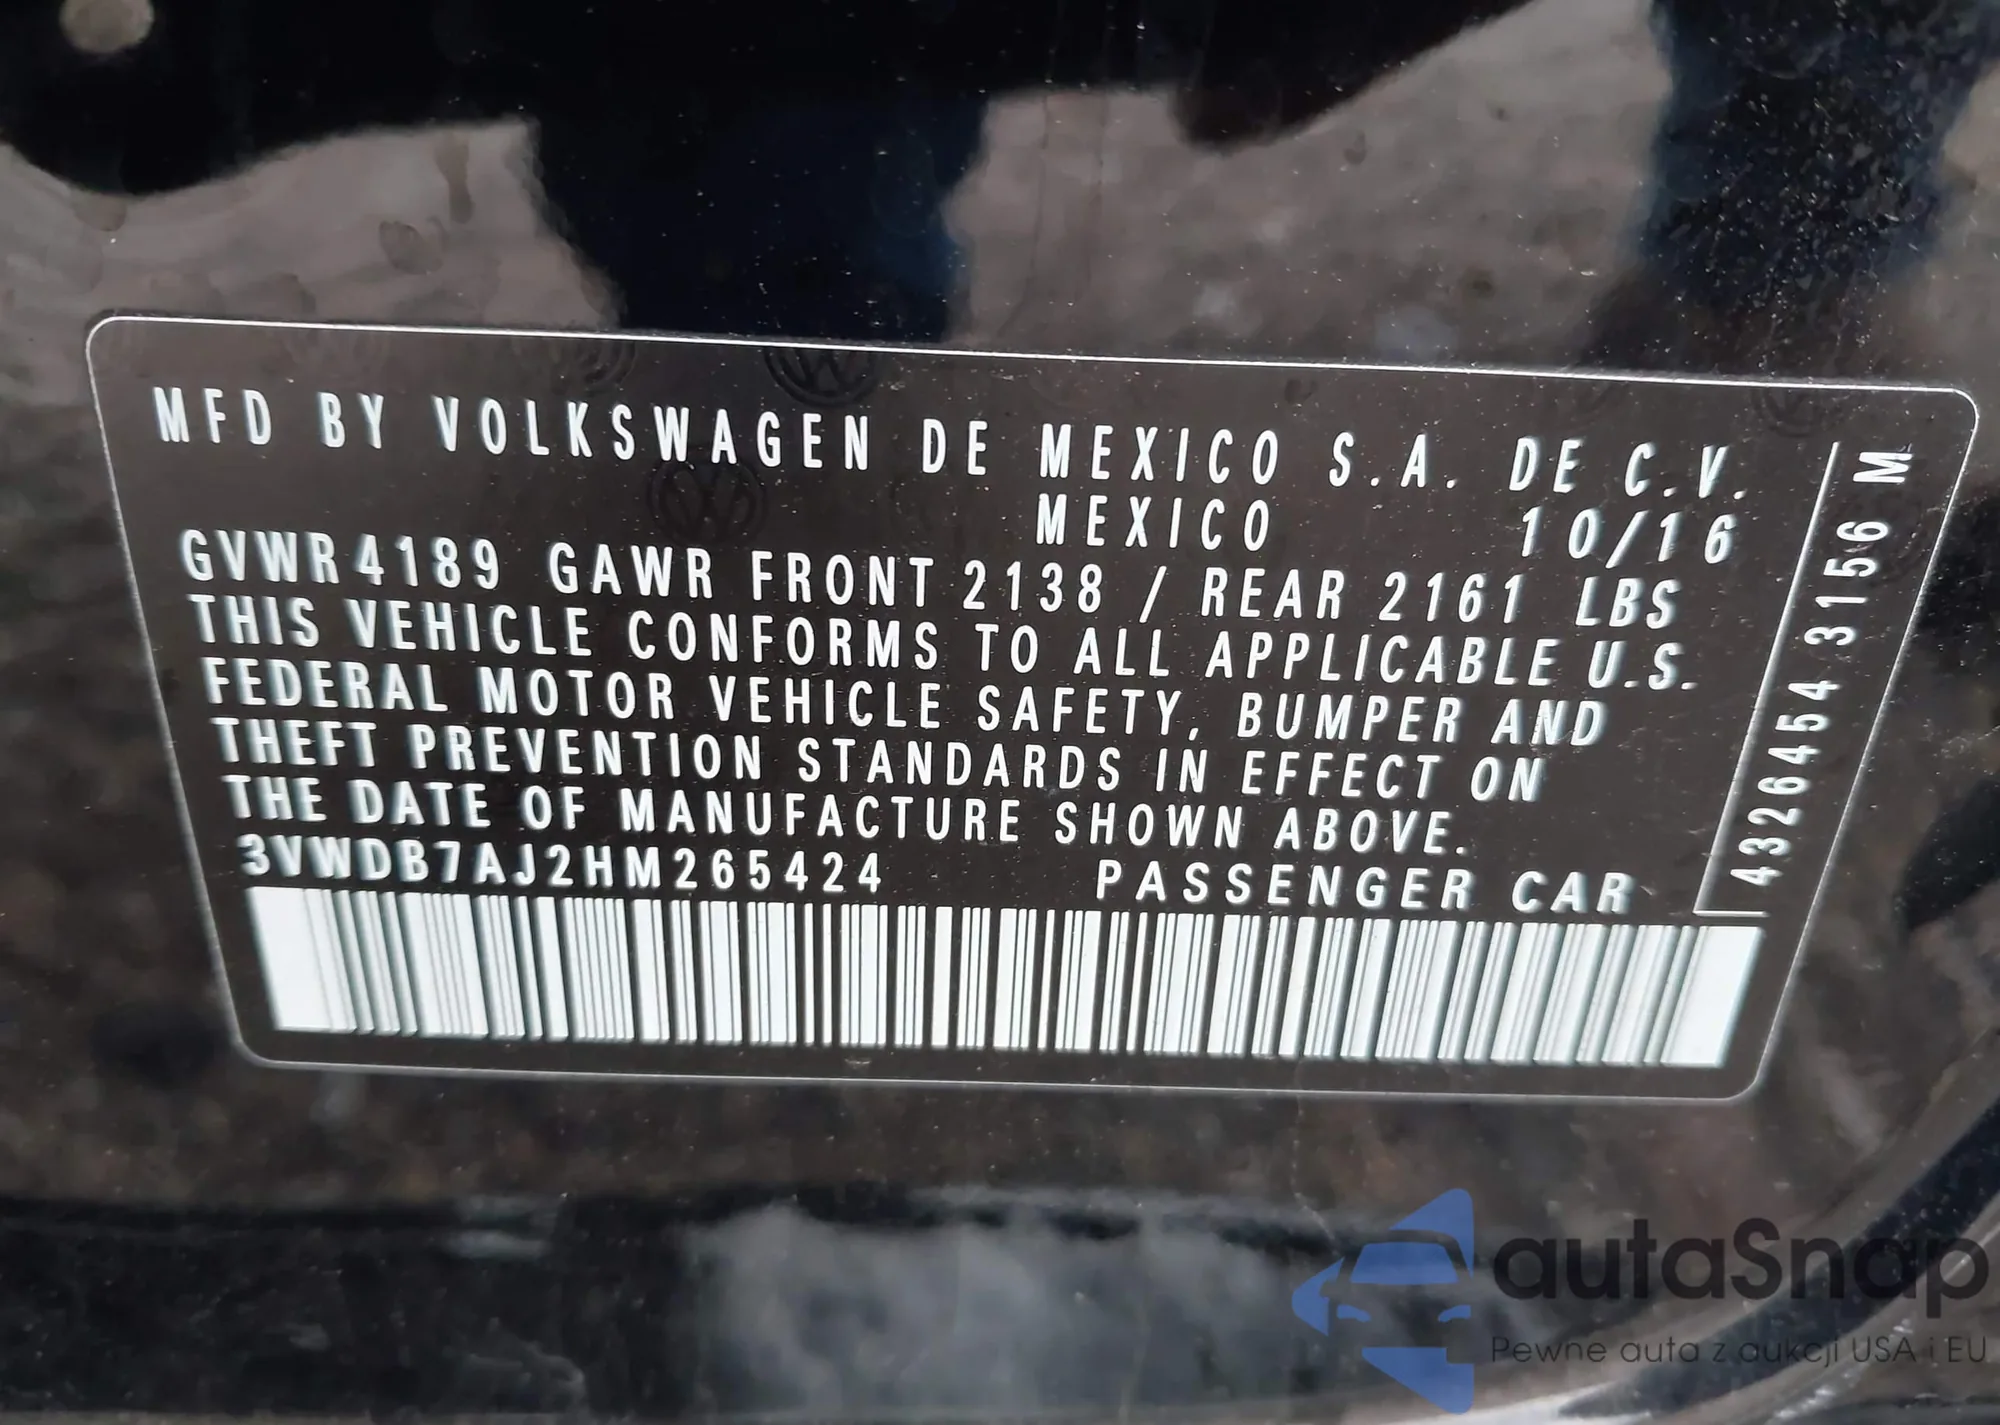 MFD BY VOLKSWAGEN DE MEXICO S.A. DE C.V.
MEXICO 10/16
GVWR 4189 GAWR FRONT 2138 / REAR 2161 LBS
THIS VEHICLE CONFORMS TO ALL APPLICABLE U.S.
FEDERAL MOTOR VEHICLE SAFETY, BUMPER AND
THEFT PREVENTION STANDARDS IN EFFECT ON
THE DATE OF MANUFACTURE SHOWN ABOVE.
3VWDB7AJ2HM265424 PASSENGER CAR
4326454 3156 M
autaSnap
Pewne auta z aukcji USA i EU